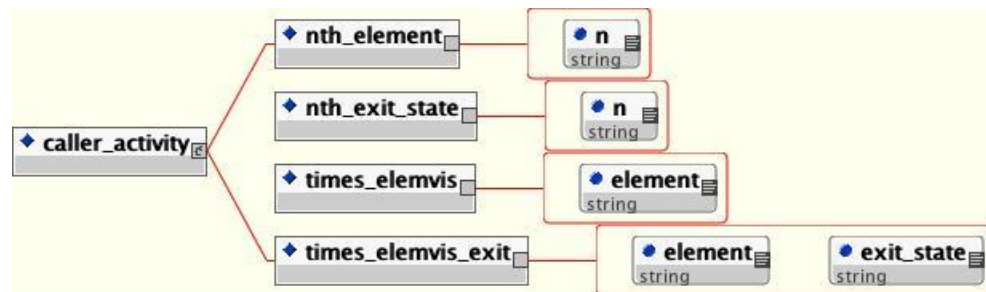 nth_element
n
string
nth_exit_state
n
string
caller_activity
c
times_elemvis
element
string
times_elemvis_exit
element
exit_state
string
string